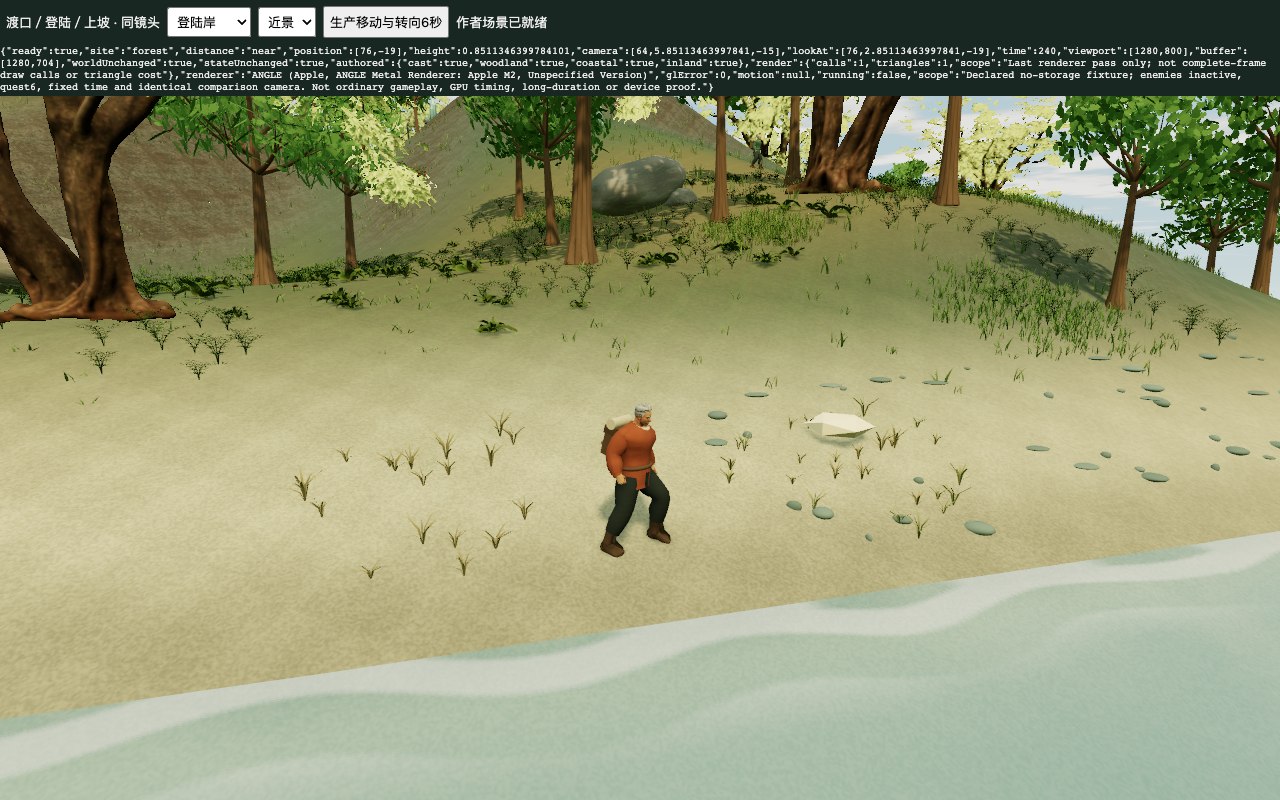 渡口 / 登陆 / 上坡 · 同镜头 登陆岸 近景 生产移动与转向6秒 作者场景已就绪
{"ready":true,"site":"forest","distance":"near","position":[76,-19],"height":0.8511346399784101,"camera":[64,5.85113463997841,-15],"lookAt":[76,2.85113463997841,-19],"time":240,"viewport":[1280,800],"buffer":
[1280,704],"worldUnchanged":true,"stateUnchanged":true,"authored":{"cast":true,"woodland":true,"coastal":true,"inland":true},"render":{"calls":1,"triangles":1,"scope":"Last renderer pass only; not complete-frame
draw calls or triangle cost"},"renderer":"ANGLE (Apple, ANGLE Metal Renderer: Apple M2, Unspecified Version)","glError":0,"motion":null,"running":false,"scope":"Declared no-storage fixture; enemies inactive,
quest6, fixed time and identical comparison camera. Not ordinary gameplay, GPU timing, long-duration or device proof."}